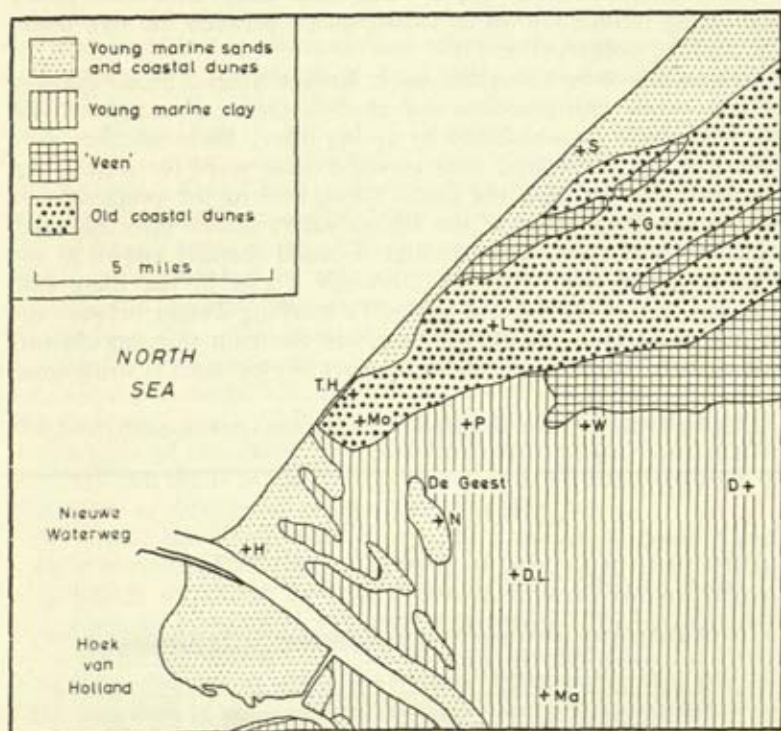 Young marine sands
and coastal dunes
Young marine clay
'Veen'
Old coastal dunes
5 miles
S
G
L
NORTH
SEA
T.H.
Mo
P
W
De Geest
D
N
Nieuwe
Waterweg
H
D.L.
Hoek
van
Holland
Ma